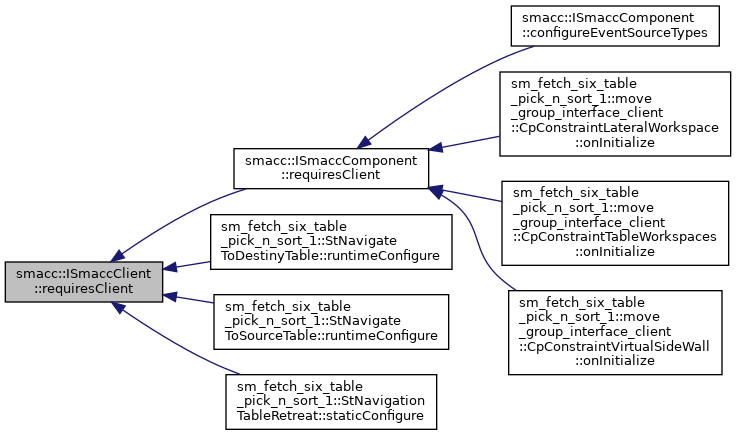 smacc::ISmaccComponent
::configureEventSourceTypes
sm_fetch_six_table
_pick_n_sort_1::move
_group_interface_client
::CpConstraintLateralWorkspace
::onInitialize
smacc::ISmaccComponent
::requiresClient
sm_fetch_six_table
_pick_n_sort_1::move
_group_interface_client
::CpConstraintTableWorkspaces
::onInitialize
sm_fetch_six_table
_pick_n_sort_1::StNavigate
ToDestinyTable::runtimeConfigure
smacc::ISmaccClient
::requiresClient
sm_fetch_six_table
_pick_n_sort_1::StNavigate
ToSourceTable::runtimeConfigure
sm_fetch_six_table
_pick_n_sort_1::move
_group_interface_client
::CpConstraintVirtualSideWall
::onInitialize
sm_fetch_six_table
_pick_n_sort_1::StNavigation
TableRetreat::staticConfigure